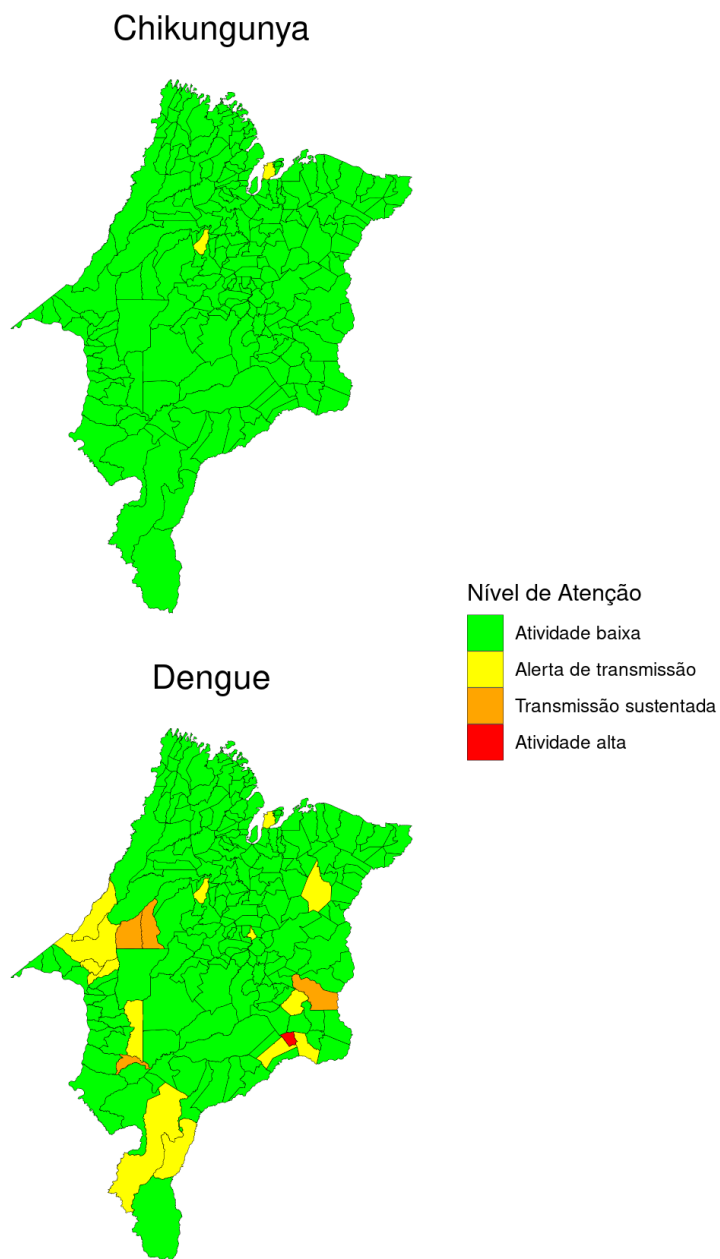 Chikungunya
Nível de Atenção
Atividade baixa
Alerta de transmissão
Transmissão sustentada
Atividade alta
Dengue